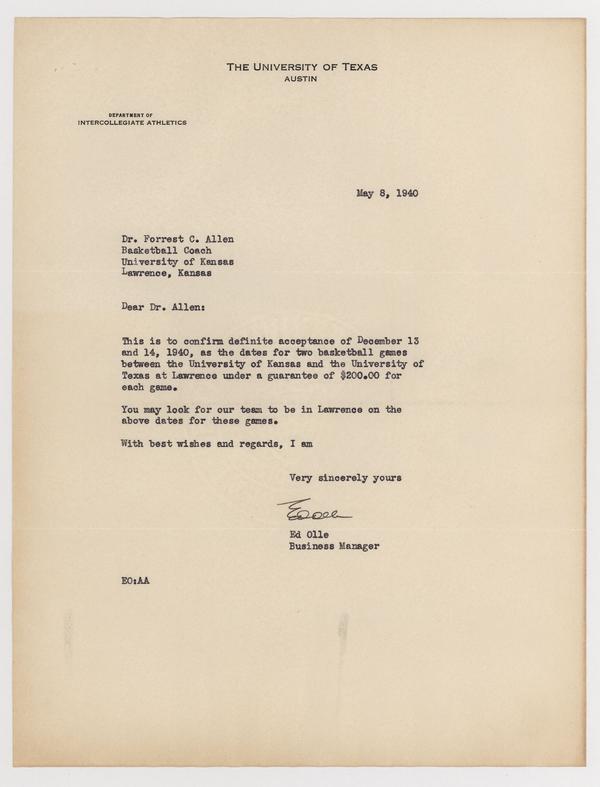 THE UNIVERSITY OF TEXAS
AUSTIN
DEPARTMENT OF
INTERCOLLEGIATE ATHLETICS
May 8, 1940
Dr. Forrest C. Allen
Basketball Coach
University of Kansas
Lawrence, Kansas
Dear Dr. Allen:
This is to confirm definite acceptance of December 13
and 14, 1940, as the dates for two basketball games
between the University of Kansas and the University of
Texas at Lawrence under a guarantee of $200.00 for
each game.
You may look for our team to be in Lawrence on the
above dates for these games.
With best wishes and regards, I am
Very sincerely yours
Ed Olle
Ed Olle
Business Manager
EO:AA